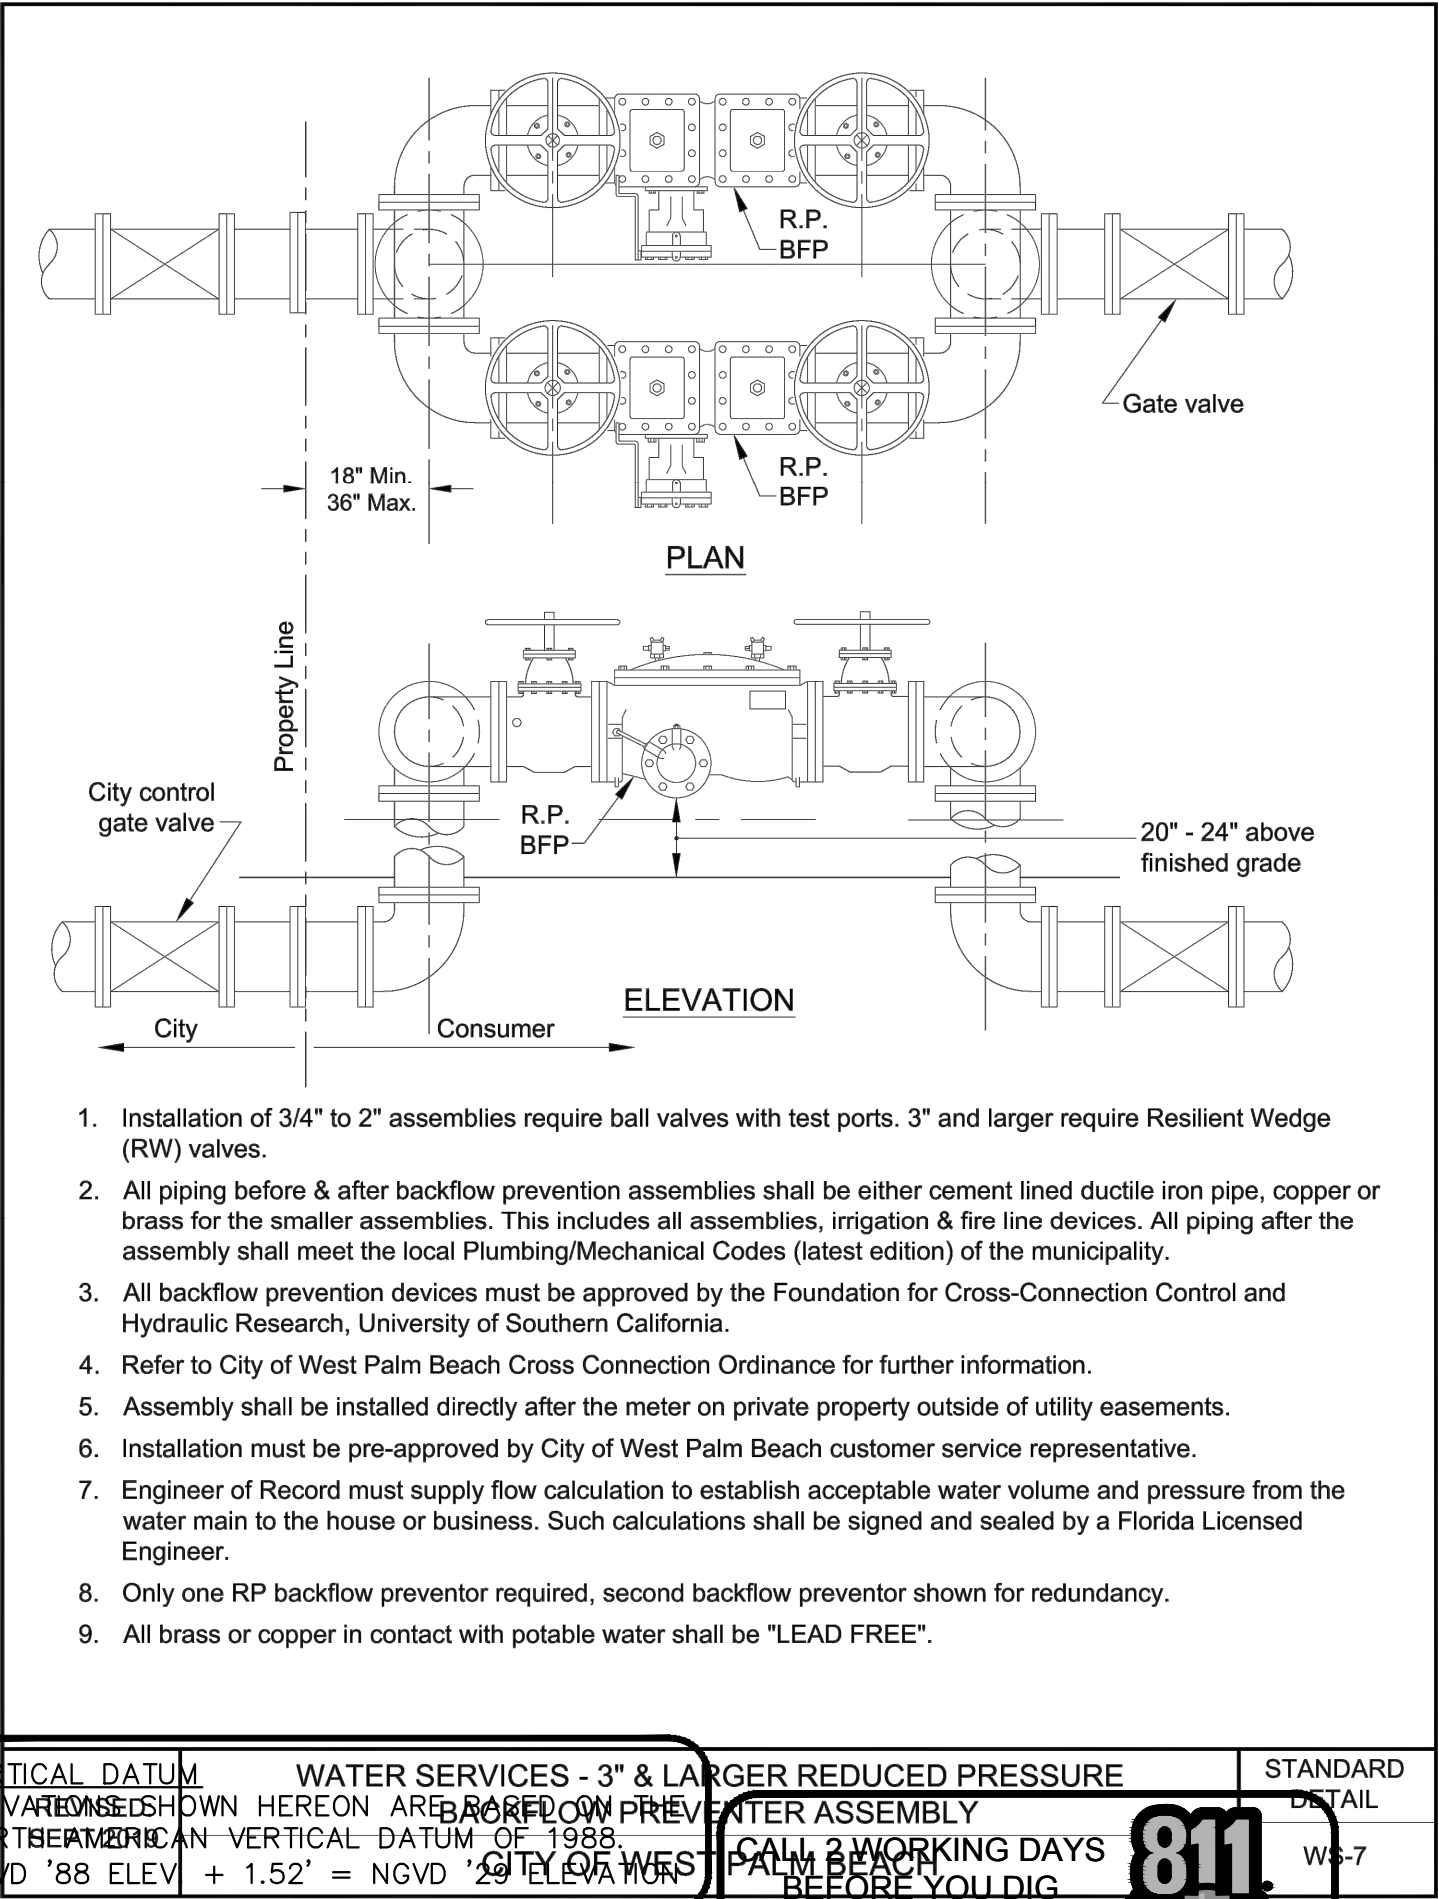 R.P.
BFP
Gate valve
R.P.
BFP
18" Min.
36" Max.
PLAN
Property Line
City control
gate valve
R.P.
BFP
20" - 24" above
finished grade
ELEVATION
City
Consumer
1. Installation of 3/4" to 2" assemblies require ball valves with test ports. 3" and larger require Resilient Wedge
(RW) valves.
2. All piping before & after backflow prevention assemblies shall be either cement lined ductile iron pipe, copper or
brass for the smaller assemblies. This includes all assemblies, irrigation & fire line devices. All piping after the
assembly shall meet the local Plumbing/Mechanical Codes (latest edition) of the municipality.
3. All backflow prevention devices must be approved by the Foundation for Cross-Connection Control and
Hydraulic Research, University of Southern California.
4. Refer to City of West Palm Beach Cross Connection Ordinance for further information.
5. Assembly shall be installed directly after the meter on private property outside of utility easements.
6. Installation must be pre-approved by City of West Palm Beach customer service representative.
7. Engineer of Record must supply flow calculation to establish acceptable water volume and pressure from the
water main to the house or business. Such calculations shall be signed and sealed by a Florida Licensed
Engineer.
8. Only one RP backflow preventor required, second backflow preventor shown for redundancy.
9. All brass or copper in contact with potable water shall be "LEAD FREE".
TICAL DATUM
VATIONS SHOWN HEREON ARE BASED ON THE
AMERICAN VERTICAL DATUM OF 1988.
VD '88 ELEV. + 1.52' = NGVD '29 ELEVATION
REVISED
SEPT 2019
WATER SERVICES - 3" & LARGER REDUCED PRESSURE
BACKFLOW PREVENTER ASSEMBLY
CITY OF WEST PALM BEACH
CALL 2 WORKING DAYS
BEFORE YOU DIG
811
STANDARD
DETAIL
WS-7